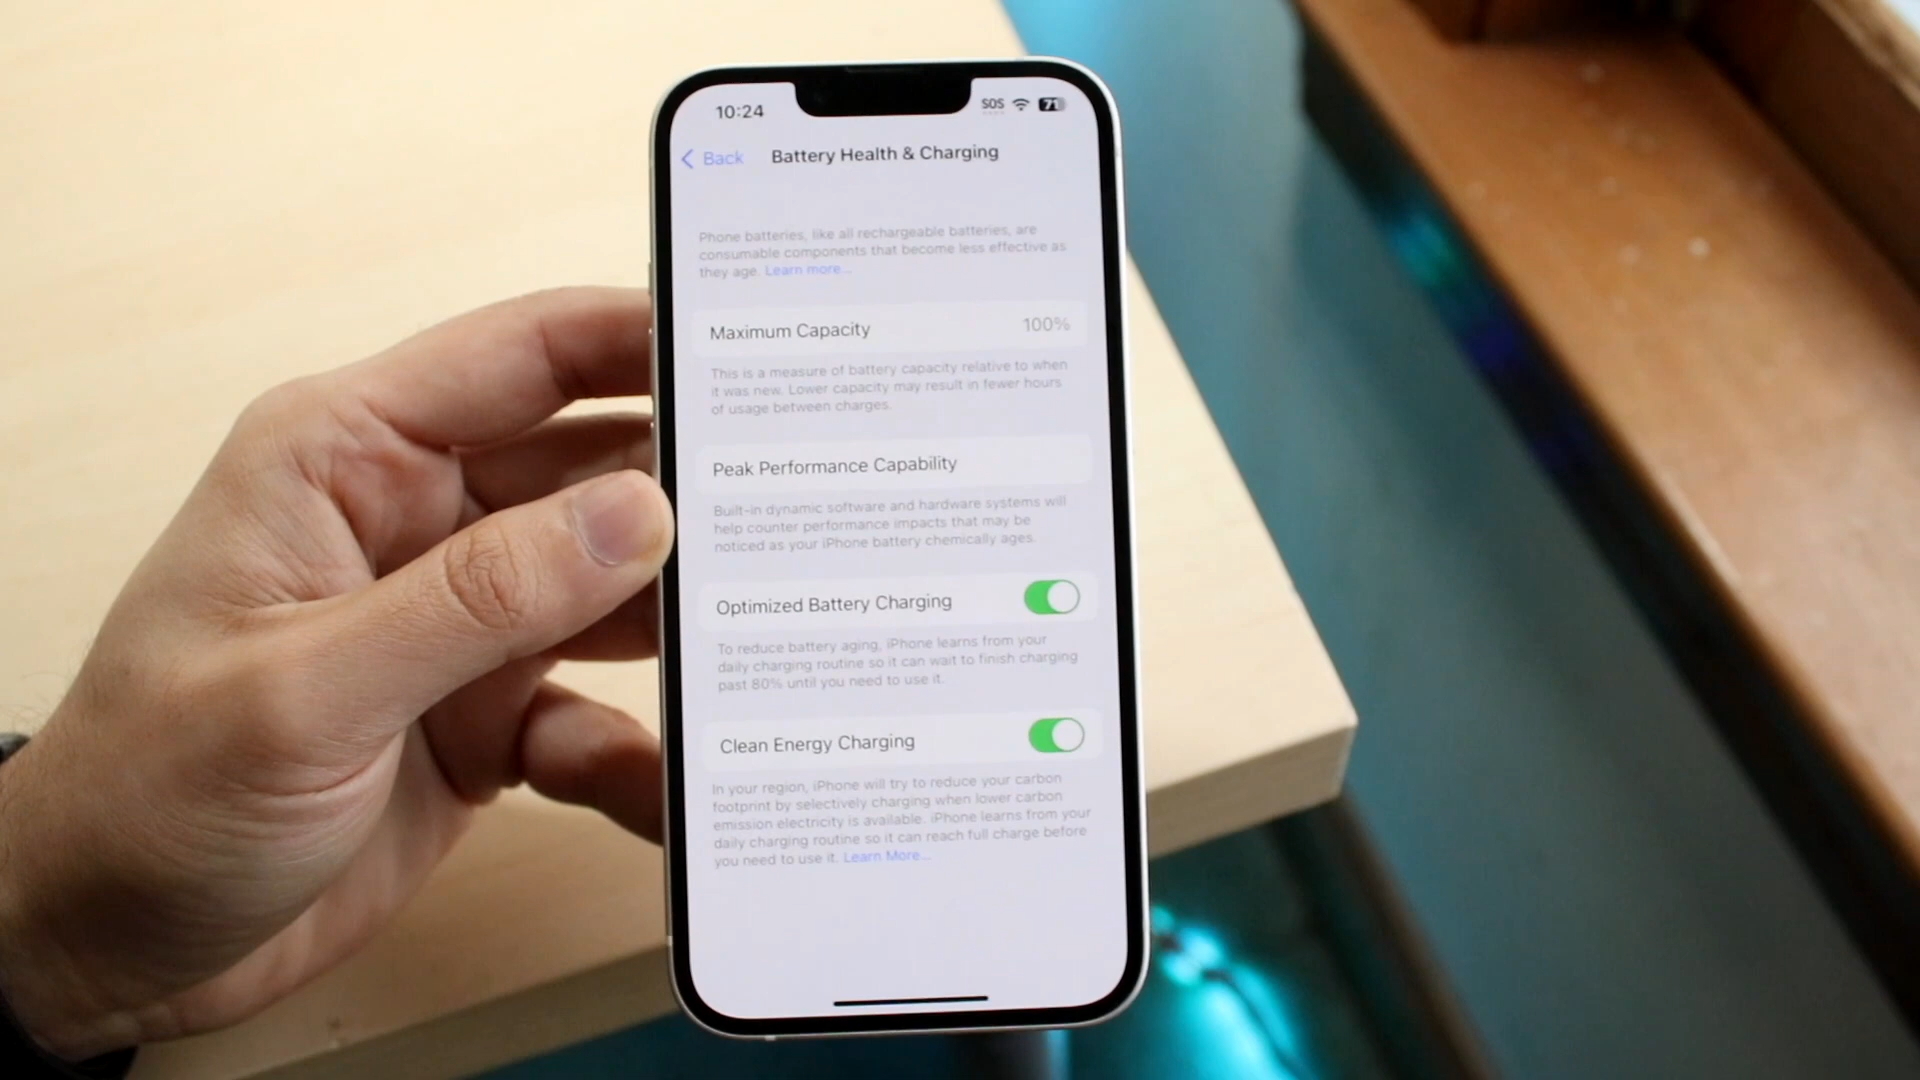 10:24
SOS
71
Back
Battery Health & Charging
Phone batteries, like all rechargeable batteries, are
consumable components that become less effective as
they age. Learn more...
Maximum Capacity 100%
This is a measure of battery capacity relative to when
it was new. Lower capacity may result in fewer hours
of usage between charges.
Peak Performance Capability
Built-in dynamic software and hardware systems will
help counter performance impacts that may be
noticed as your iPhone battery chemically ages.
Optimized Battery Charging
To reduce battery aging, iPhone learns from your
daily charging routine so it can wait to finish charging
past 80% until you need to use it.
Clean Energy Charging
In your region, iPhone will try to reduce your carbon
footprint by selectively charging when lower carbon
emission electricity is available. iPhone learns from your
daily charging routine so it can reach full charge before
you need to use it. Learn More...